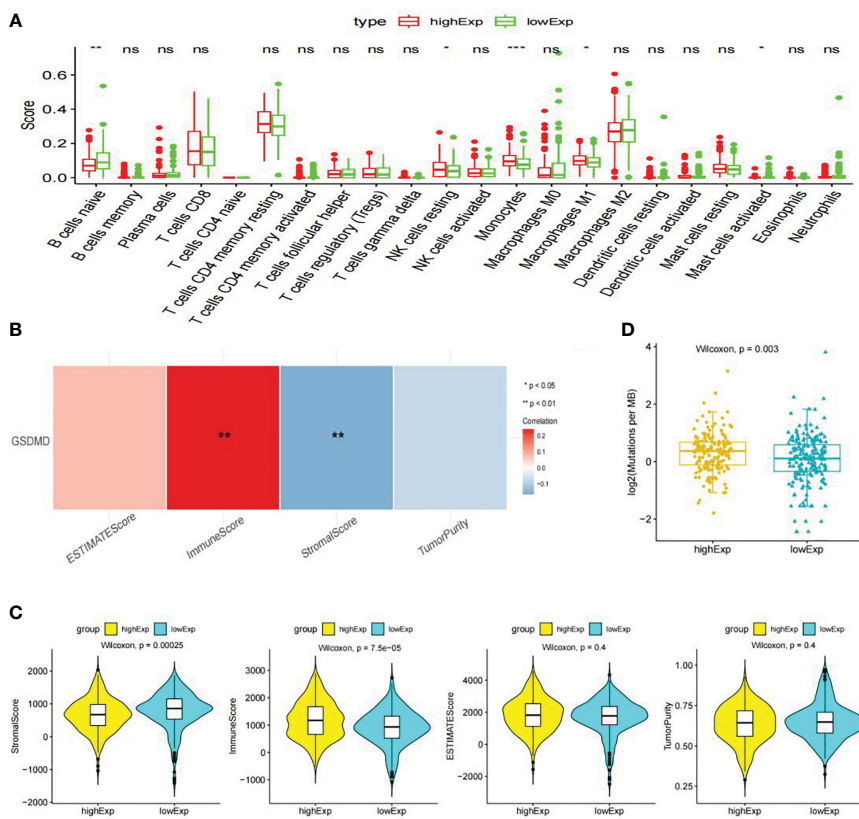 A
type highExp lowExp
** ns ns ns ns ns ns ns ns * ns **** ns * ns ns ns ns * ns ns
Score
0.6
0.4
0.2
0.0
B cells naive
B cells memory
Plasma cells
T cells CD8
T cells CD4 naive
T cells CD4 memory resting
T cells CD4 memory activated
T cells follicular helper
T cells regulatory (Tregs)
T cells gamma delta
NK cells resting
NK cells activated
Monocytes
Macrophages M0
Macrophages M1
Macrophages M2
Dendritic cells resting
Dendritic cells activated
Mast cells resting
Mast cells activated
Eosinophils
Neutrophils
B
GSDMD
** **
* p < 0.05
** p < 0.01
Correlation
0.2
0.1
0.0
−0.1
ESTIMATEScore
ImmuneScore
StromalScore
TumorPurity
D
Wilcoxon, p = 0.003
log2(Mutations per MB)
4
2
0
−2
highExp lowExp
C
group highExp lowExp
Wilcoxon, p = 0.00025
StromalScore
2000
1000
0
−1000
−2000
highExp lowExp
group highExp lowExp
Wilcoxon, p = 7.5e−05
ImmuneScore
3000
2000
1000
0
−1000
highExp lowExp
group highExp lowExp
Wilcoxon, p = 0.4
ESTIMATEScore
4000
2000
0
−2000
highExp lowExp
group highExp lowExp
Wilcoxon, p = 0.4
TumorPurity
1.00
0.75
0.50
0.25
highExp lowExp